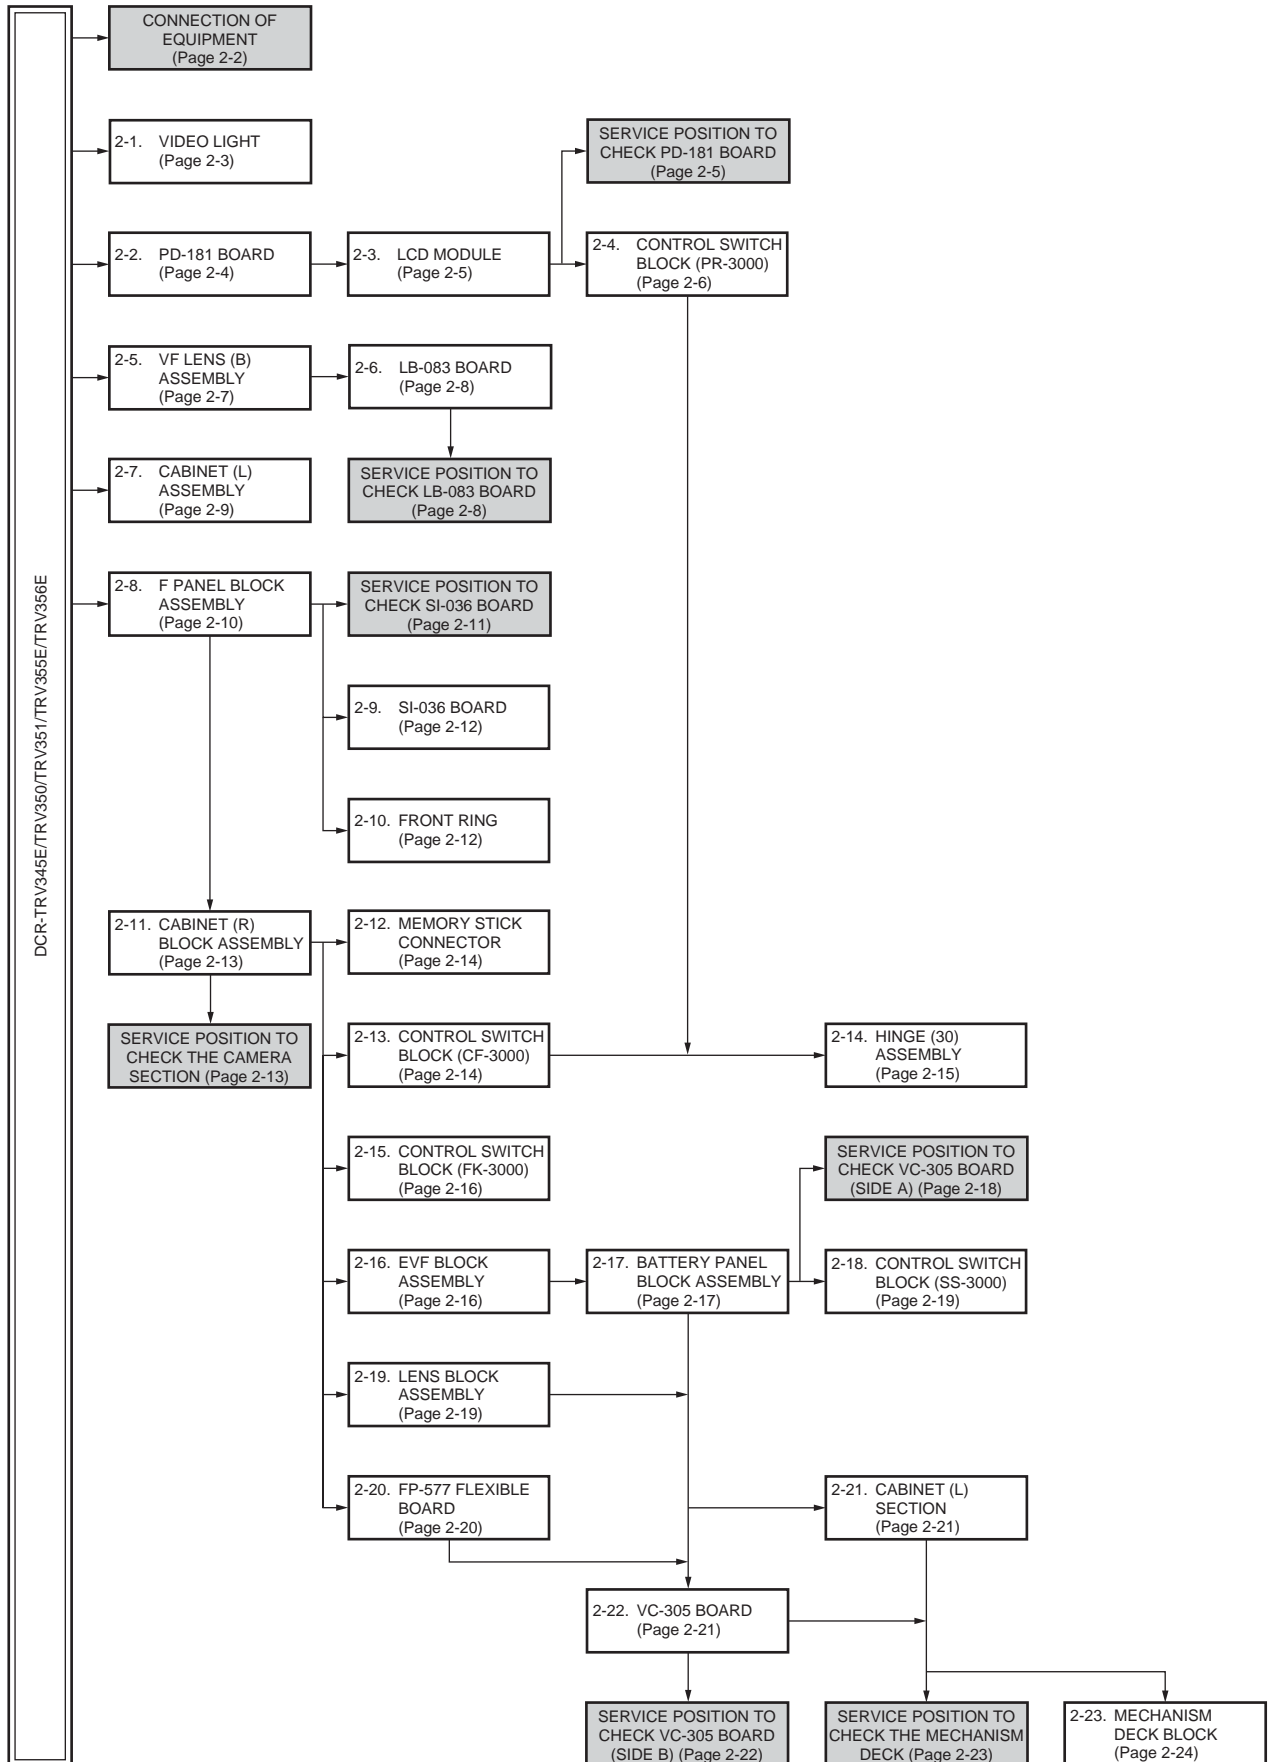 DCR-TRV345E/TRV350/TRV351/TRV355E/TRV356E
CONNECTION OF
EQUIPMENT
(Page 2-2)
2-1. VIDEO LIGHT
(Page 2-3)
SERVICE POSITION TO
CHECK PD-181 BOARD
(Page 2-5)
2-2. PD-181 BOARD
(Page 2-4)
2-3. LCD MODULE
(Page 2-5)
2-4. CONTROL SWITCH
BLOCK (PR-3000)
(Page 2-6)
2-5. VF LENS (B)
ASSEMBLY
(Page 2-7)
2-6. LB-083 BOARD
(Page 2-8)
2-7. CABINET (L)
ASSEMBLY
(Page 2-9)
SERVICE POSITION TO
CHECK LB-083 BOARD
(Page 2-8)
2-8. F PANEL BLOCK
ASSEMBLY
(Page 2-10)
SERVICE POSITION TO
CHECK SI-036 BOARD
(Page 2-11)
2-9. SI-036 BOARD
(Page 2-12)
2-10. FRONT RING
(Page 2-12)
2-11. CABINET (R)
BLOCK ASSEMBLY
(Page 2-13)
2-12. MEMORY STICK
CONNECTOR
(Page 2-14)
SERVICE POSITION TO
CHECK THE CAMERA
SECTION (Page 2-13)
2-13. CONTROL SWITCH
BLOCK (CF-3000)
(Page 2-14)
2-14. HINGE (30)
ASSEMBLY
(Page 2-15)
2-15. CONTROL SWITCH
BLOCK (FK-3000)
(Page 2-16)
SERVICE POSITION TO
CHECK VC-305 BOARD
(SIDE A) (Page 2-18)
2-16. EVF BLOCK
ASSEMBLY
(Page 2-16)
2-17. BATTERY PANEL
BLOCK ASSEMBLY
(Page 2-17)
2-18. CONTROL SWITCH
BLOCK (SS-3000)
(Page 2-19)
2-19. LENS BLOCK
ASSEMBLY
(Page 2-19)
2-20. FP-577 FLEXIBLE
BOARD
(Page 2-20)
2-21. CABINET (L)
SECTION
(Page 2-21)
2-22. VC-305 BOARD
(Page 2-21)
SERVICE POSITION TO
CHECK VC-305 BOARD
(SIDE B) (Page 2-22)
SERVICE POSITION TO
CHECK THE MECHANISM
DECK (Page 2-23)
2-23. MECHANISM
DECK BLOCK
(Page 2-24)